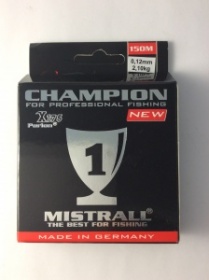 150M
0,12mm
2,10kg
CHAMPION
FOR PROFESSIONAL FISHING
NEW
Perlon®
1
MISTRALL®
THE BEST FOR FISHING
MADE IN GERMANY